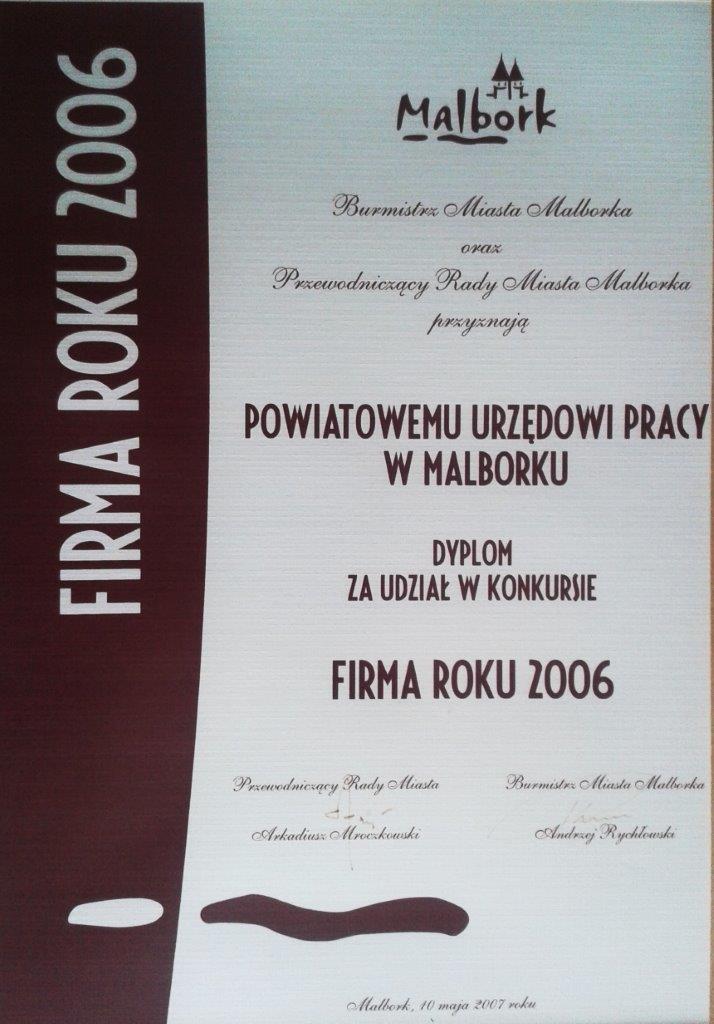 FIRMA ROKU 2006
Malbork
Burmistrz Miasta Malborka
oraz
Przewodniczący Rady Miasta Malborka
przyznają
POWIATOWEMU URZĘDOWI PRACY
W MALBORKU
DYPLOM
ZA UDZIAŁ W KONKURSIE
FIRMA ROKU 2006
Przewodniczący Rady Miasta
Arkadiusz Mroczkowski
Burmistrz Miasta Malborka
Andrzej Rychłowski
Malbork, 10 maja 2007 roku